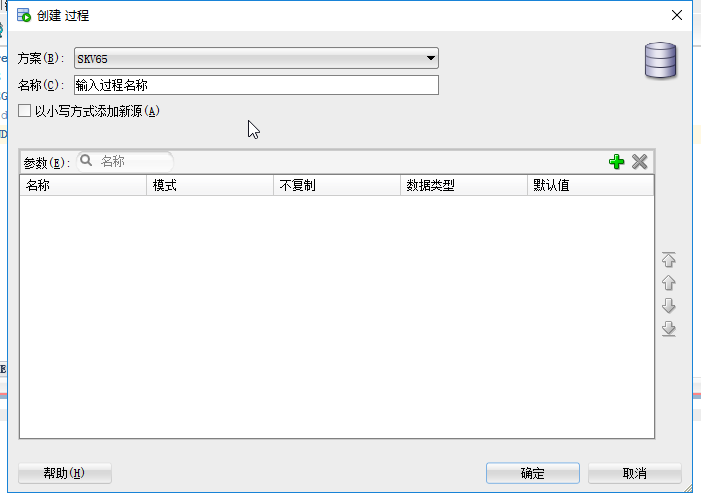 创建 过程
方案(B): SKV65
名称(C): 输入过程名称
以小写方式添加新源(A)
参数(E): 名称
名称 模式 不复制 数据类型 默认值
帮助(H) 确定 取消